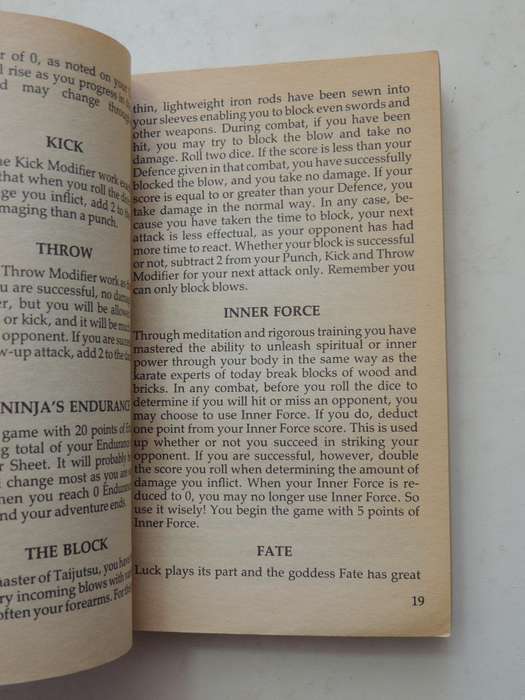 r of 0, as noted on your
rise as you progress in
may change through
KICK
he Kick Modifier work
that when you roll the
ge you inflict, add 2 to
maging than a punch.
THROW
Throw Modifier work as
ou are successful, no
er, but you will be allowed
or kick, and it will be
opponent. If you are
w-up attack, add 2 to the
NINJA'S ENDURANCE
game with 20 points of
ng total of your
r Sheet. It will probably
change most as you are
hen you reach 0
nd your adventure ends.
THE BLOCK
master of Taijutsu, you have
ry incoming blows with
often your forearms. For
thin, lightweight iron rods have been sewn into
your sleeves enabling you to block even swords and
other weapons. During combat, if you have been
hit, you may try to block the blow and take no
damage. Roll two dice. If the score is less than your
Defence given in that combat, you have successfully
blocked the blow, and you take no damage. If your
score is equal to or greater than your Defence, you
take damage in the normal way. In any case, be-
cause you have taken the time to block, your next
attack is less effectual, as your opponent has had
more time to react. Whether your block is successful
or not, subtract 2 from your Punch, Kick and Throw
Modifier for your next attack only. Remember you
can only block blows.
INNER FORCE
Through meditation and rigorous training you have
mastered the ability to unleash spiritual or inner
power through your body in the same way as the
karate experts of today break blocks of wood and
bricks. In any combat, before you roll the dice to
determine if you will hit or miss an opponent, you
may choose to use Inner Force. If you do, deduct
one point from your Inner Force score. This is used
up whether or not you succeed in striking your
opponent. If you are successful, however, double
the score you roll when determining the amount of
damage you inflict. When your Inner Force is re-
duced to 0, you may no longer use Inner Force. So
use it wisely! You begin the game with 5 points of
Inner Force.
FATE
Luck plays its part and the goddess Fate has great
19